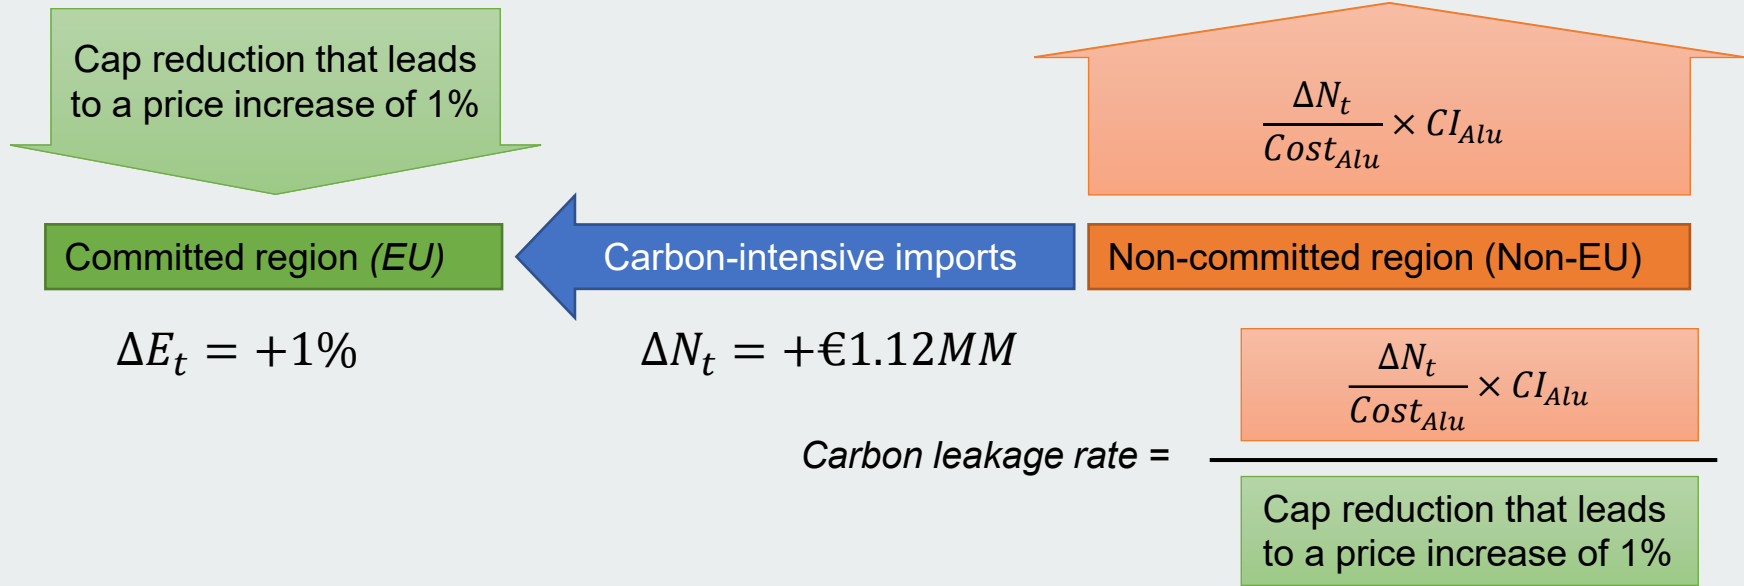 Cap reduction that leads
to a price increase of 1%
ΔN_t
Cost_Alu × CI_Alu
Committed region (EU)
Carbon-intensive imports
Non-committed region (Non-EU)
ΔE_t = +1%
ΔN_t = +€1.12MM
Carbon leakage rate =
ΔN_t
Cost_Alu × CI_Alu
Cap reduction that leads
to a price increase of 1%